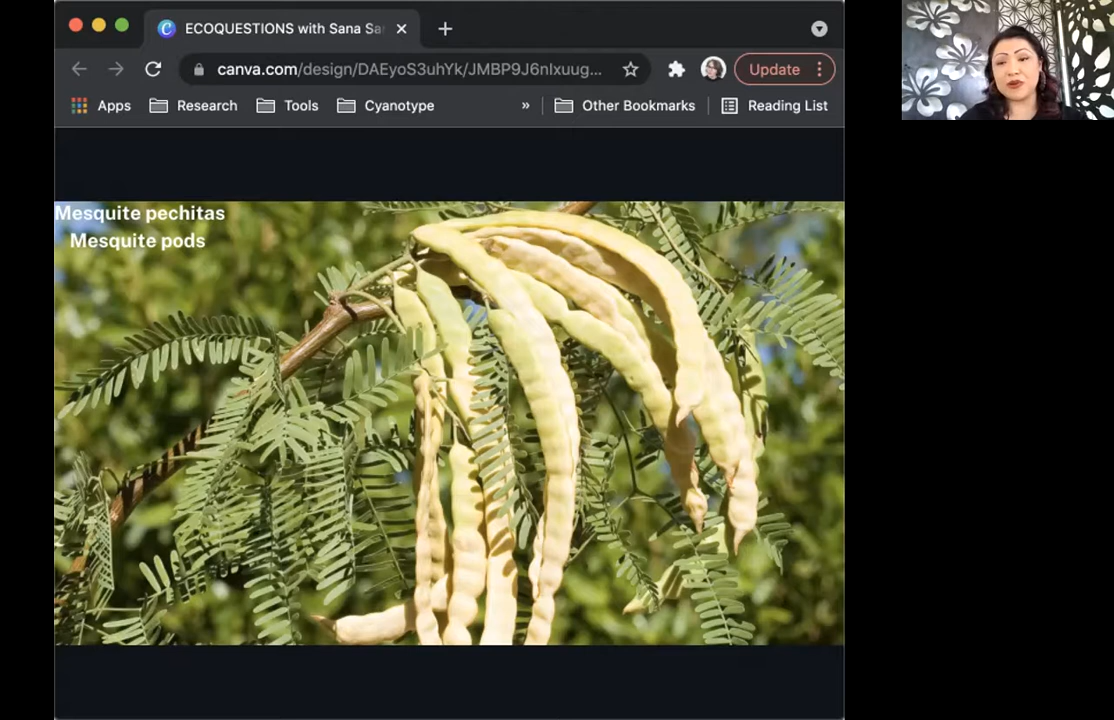 ECOQUESTIONS with Sana Sa
canva.com/design/DAEyoS3uhYk/JMBP9J6nlxuug...
Update
Apps
Research
Tools
Cyanotype
»
Other Bookmarks
Reading List
Mesquite pechitas
Mesquite pods